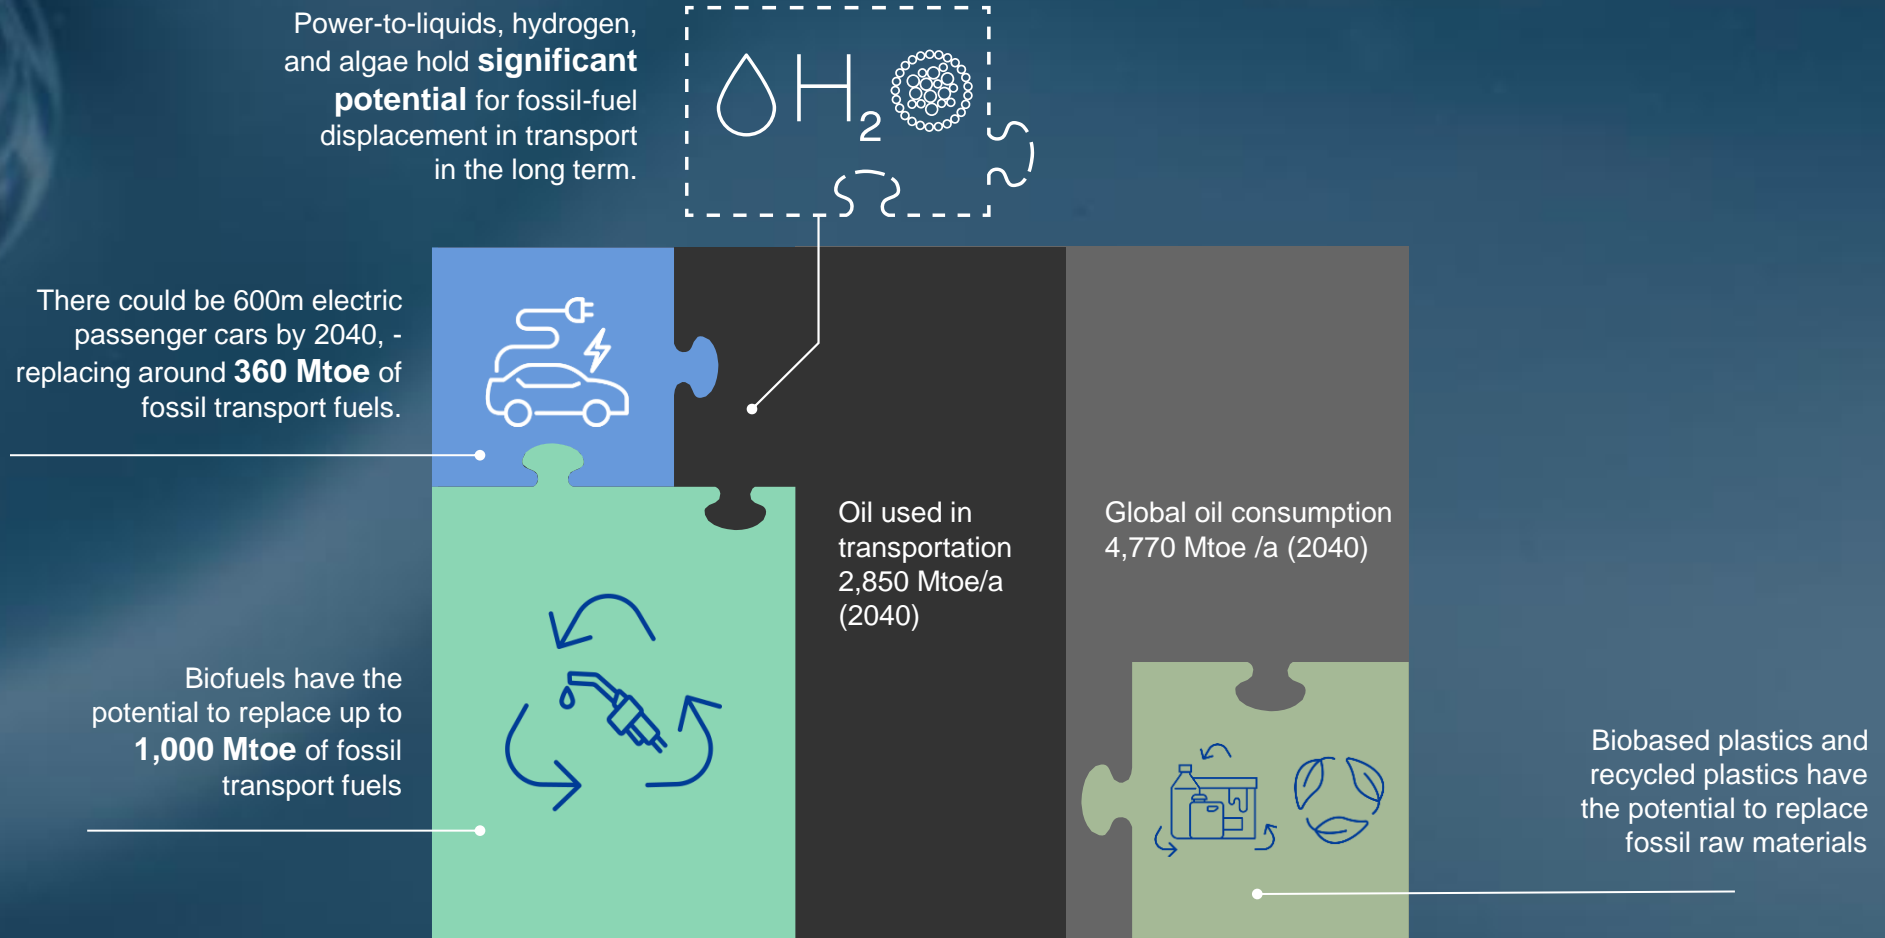 Power-to-liquids, hydrogen,
and algae hold significant
potential for fossil-fuel
displacement in transport
in the long term.
H2
There could be 600m electric
passenger cars by 2040, -
replacing around 360 Mtoe of
fossil transport fuels.
Oil used in
transportation
2,850 Mtoe/a
(2040)
Global oil consumption
4,770 Mtoe /a (2040)
Biofuels have the
potential to replace up to
1,000 Mtoe of fossil
transport fuels
Biobased plastics and
recycled plastics have
the potential to replace
fossil raw materials